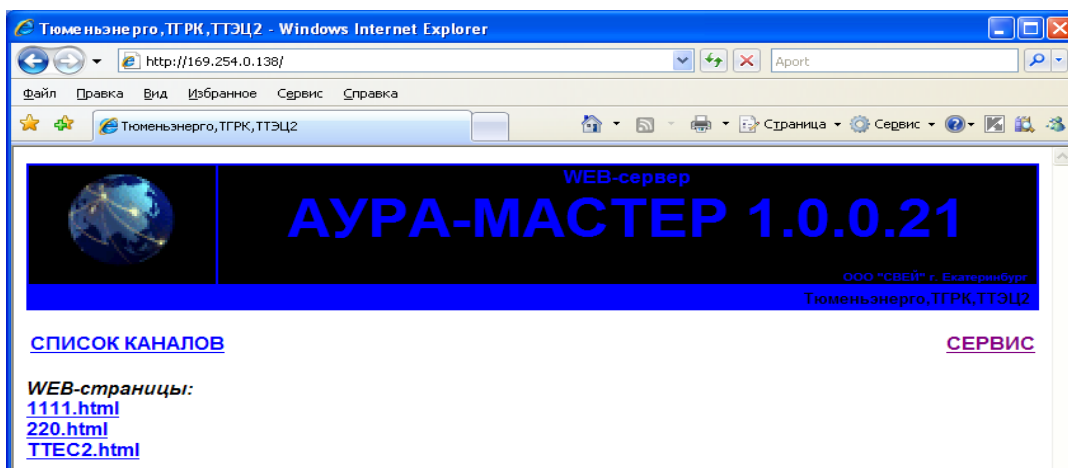 Тюменьэнерго,ТГРК,ТТЭЦ2 - Windows Internet Explorer
http://169.254.0.138/
Aport
Файл Правка Вид Избранное Сервис Справка
Тюменьэнерго,ТГРК,ТТЭЦ2
Страница Сервис
WEB-сервер
АУРА-МАСТЕР 1.0.0.21
ООО "СВЕЙ" г. Екатеринбург
Тюменьэнерго,ТГРК,ТТЭЦ2
СПИСОК КАНАЛОВ
СЕРВИС
WEB-страницы:
1111.html
220.html
TTEC2.html